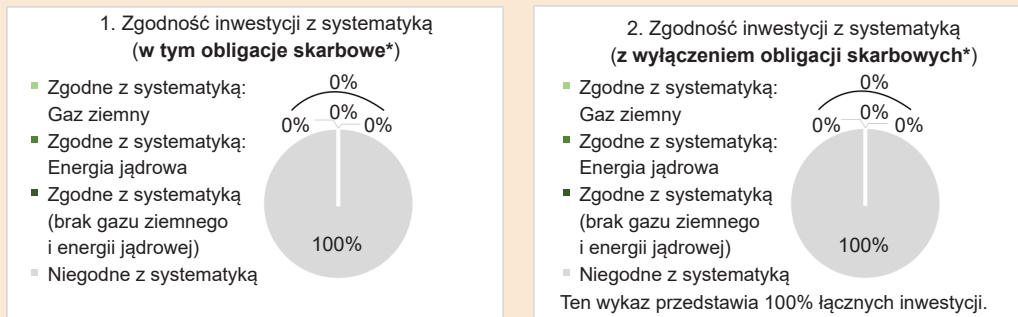 1. Zgodność inwestycji z systematyką
(w tym obligacje skarbowe*)
Zgodne z systematyką:
Gaz ziemny
Zgodne z systematyką:
Energia jądrowa
Zgodne z systematyką
(brak gazu ziemnego
i energii jądrowej)
Niegodne z systematyką
0%
0%
0%
0%
100%
2. Zgodność inwestycji z systematyką
(z wyłączeniem obligacji skarbowych*)
Zgodne z systematyką:
Gaz ziemny
Zgodne z systematyką:
Energia jądrowa
Zgodne z systematyką
(brak gazu ziemnego
i energii jądrowej)
Niegodne z systematyką
0%
0%
0%
0%
100%
Ten wykaz przedstawia 100% łącznych inwestycji.